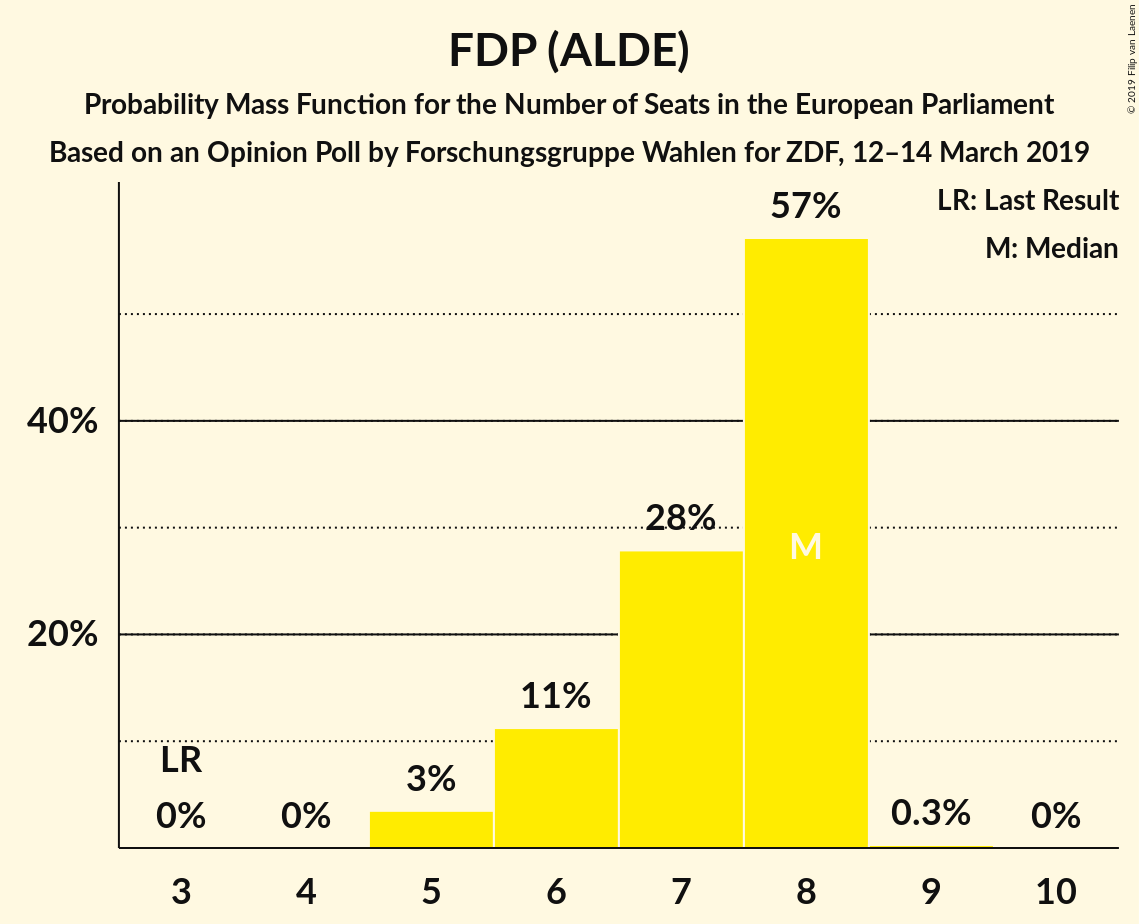 FDP (ALDE)
Probability Mass Function for the Number of Seats in the European Parliament
Based on an Opinion Poll by Forschungsgruppe Wahlen for ZDF, 12–14 March 2019
© 2019 Filip van Laenen
LR: Last Result
M: Median
57%
40%
28%
M
20%
11%
LR
3%
0%
0%
0.3%
0%
3
4
5
6
7
8
9
10